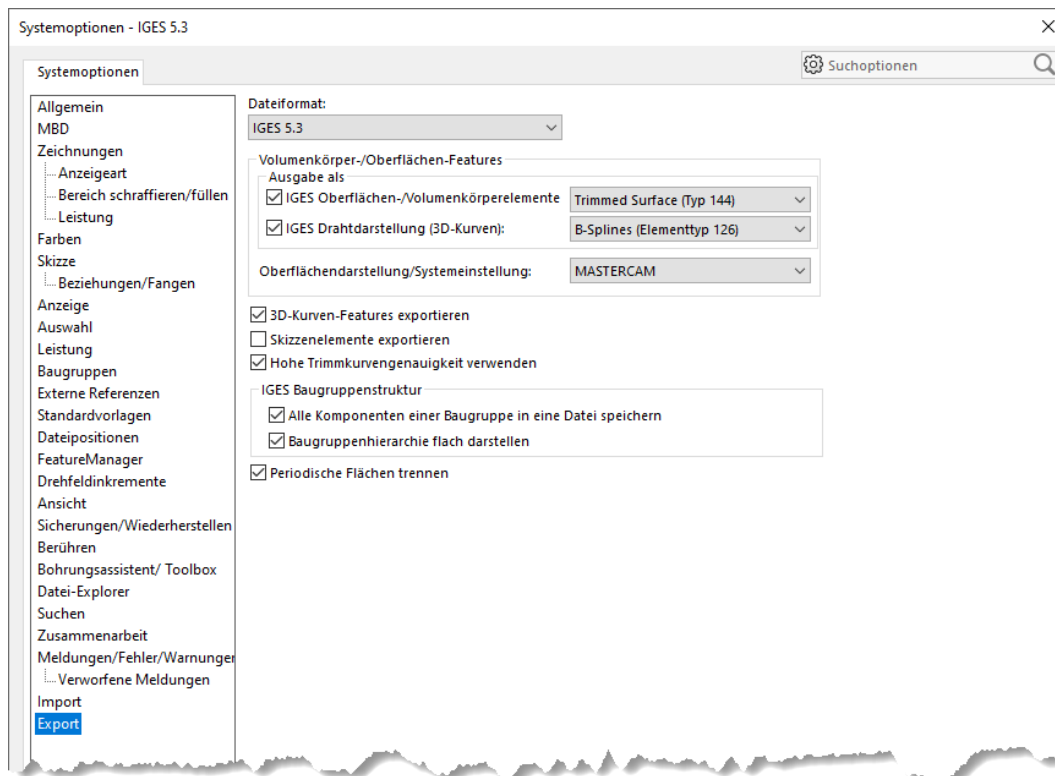 Systemoptionen - IGES 5.3
Systemoptionen
Suchoptionen
Allgemein
MBD
Zeichnungen
Anzeigeart
Bereich schraffieren/füllen
Leistung
Farben
Skizze
Beziehungen/Fangen
Anzeige
Auswahl
Leistung
Baugruppen
Externe Referenzen
Standardvorlagen
Dateipositionen
FeatureManager
Drehfeldinkremente
Ansicht
Sicherungen/Wiederherstellen
Berühren
Bohrungsassistent/ Toolbox
Datei-Explorer
Suchen
Zusammenarbeit
Meldungen/Fehler/Warnunger
Verworfene Meldungen
Import
Export
Dateiformat:
IGES 5.3
Volumenkörper-/Oberflächen-Features
Ausgabe als
IGES Oberflächen-/Volumenkörperelemente Trimmed Surface (Typ 144)
IGES Drahtdarstellung (3D-Kurven): B-Splines (Elementtyp 126)
Oberflächendarstellung/Systemeinstellung: MASTERCAM
3D-Kurven-Features exportieren
Skizzenelemente exportieren
Hohe Trimmkurvengenauigkeit verwenden
IGES Baugruppenstruktur
Alle Komponenten einer Baugruppe in eine Datei speichern
Baugruppenhierarchie flach darstellen
Periodische Flächen trennen